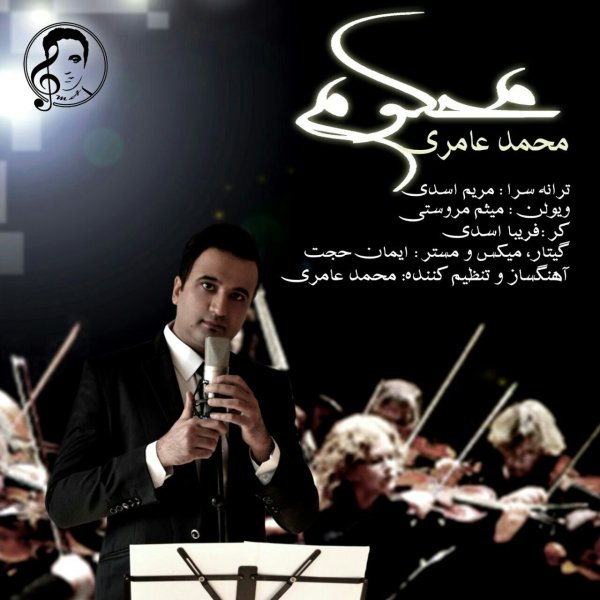 محکوم
محمد عامری
ترانه سرا : مریم اسدی
ویولن : میثم مروستی
کر :فریبا اسدی
گیتار، میکس و مستر : ایمان حجت
آهنگساز و تنظیم کننده: محمد عامری